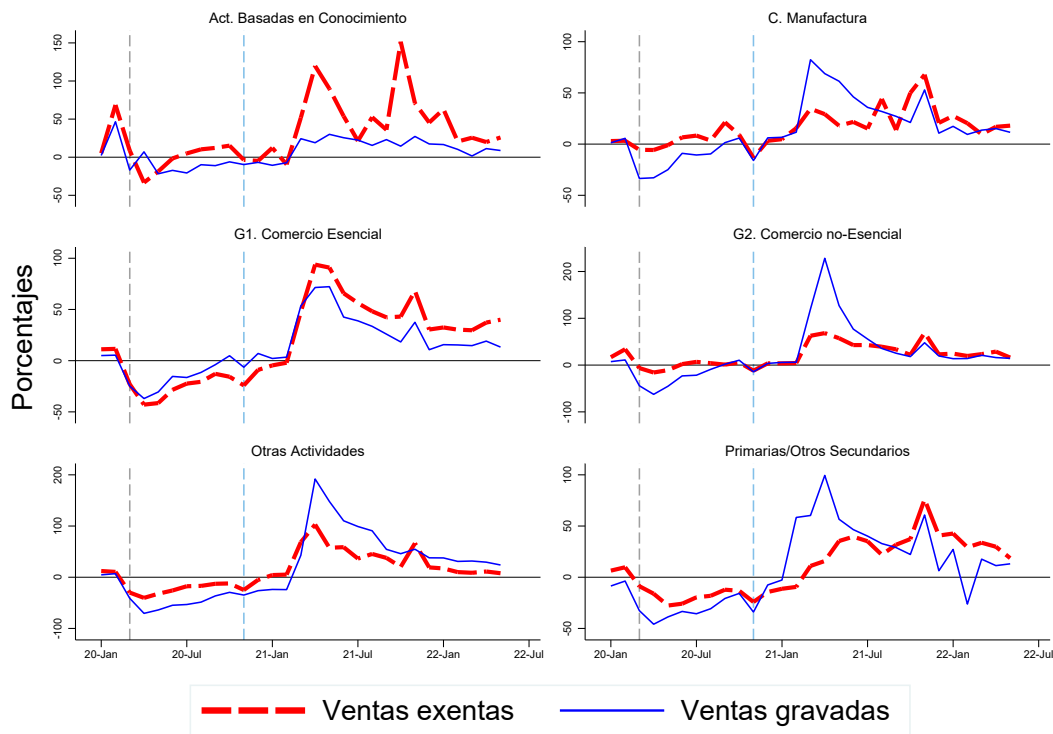 Porcentajes
Act. Basadas en Conocimiento
150
100
50
0
-50
C. Manufactura
100
50
0
-50
G1. Comercio Esencial
100
50
0
-50
G2. Comercio no-Esencial
200
100
0
-100
Otras Actividades
200
100
0
-100
20-Jan 20-Jul 21-Jan 21-Jul 22-Jan 22-Jul
Primarias/Otros Secundarios
100
50
0
-50
20-Jan 20-Jul 21-Jan 21-Jul 22-Jan 22-Jul
Ventas exentas Ventas gravadas